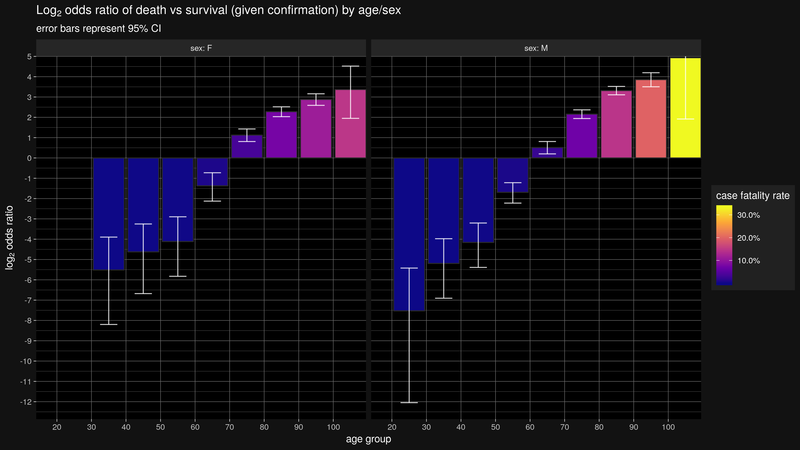 Log₂ odds ratio of death vs survival (given confirmation) by age/sex
error bars represent 95% CI
sex: F
sex: M
5
4
3
2
1
0
-1
-2
-3
-4
-5
-6
-7
-8
-9
-10
-11
-12
log₂ odds ratio
20 30 40 50 60 70 80 90 100
20 30 40 50 60 70 80 90 100
age group
case fatality rate
30.0%
20.0%
10.0%